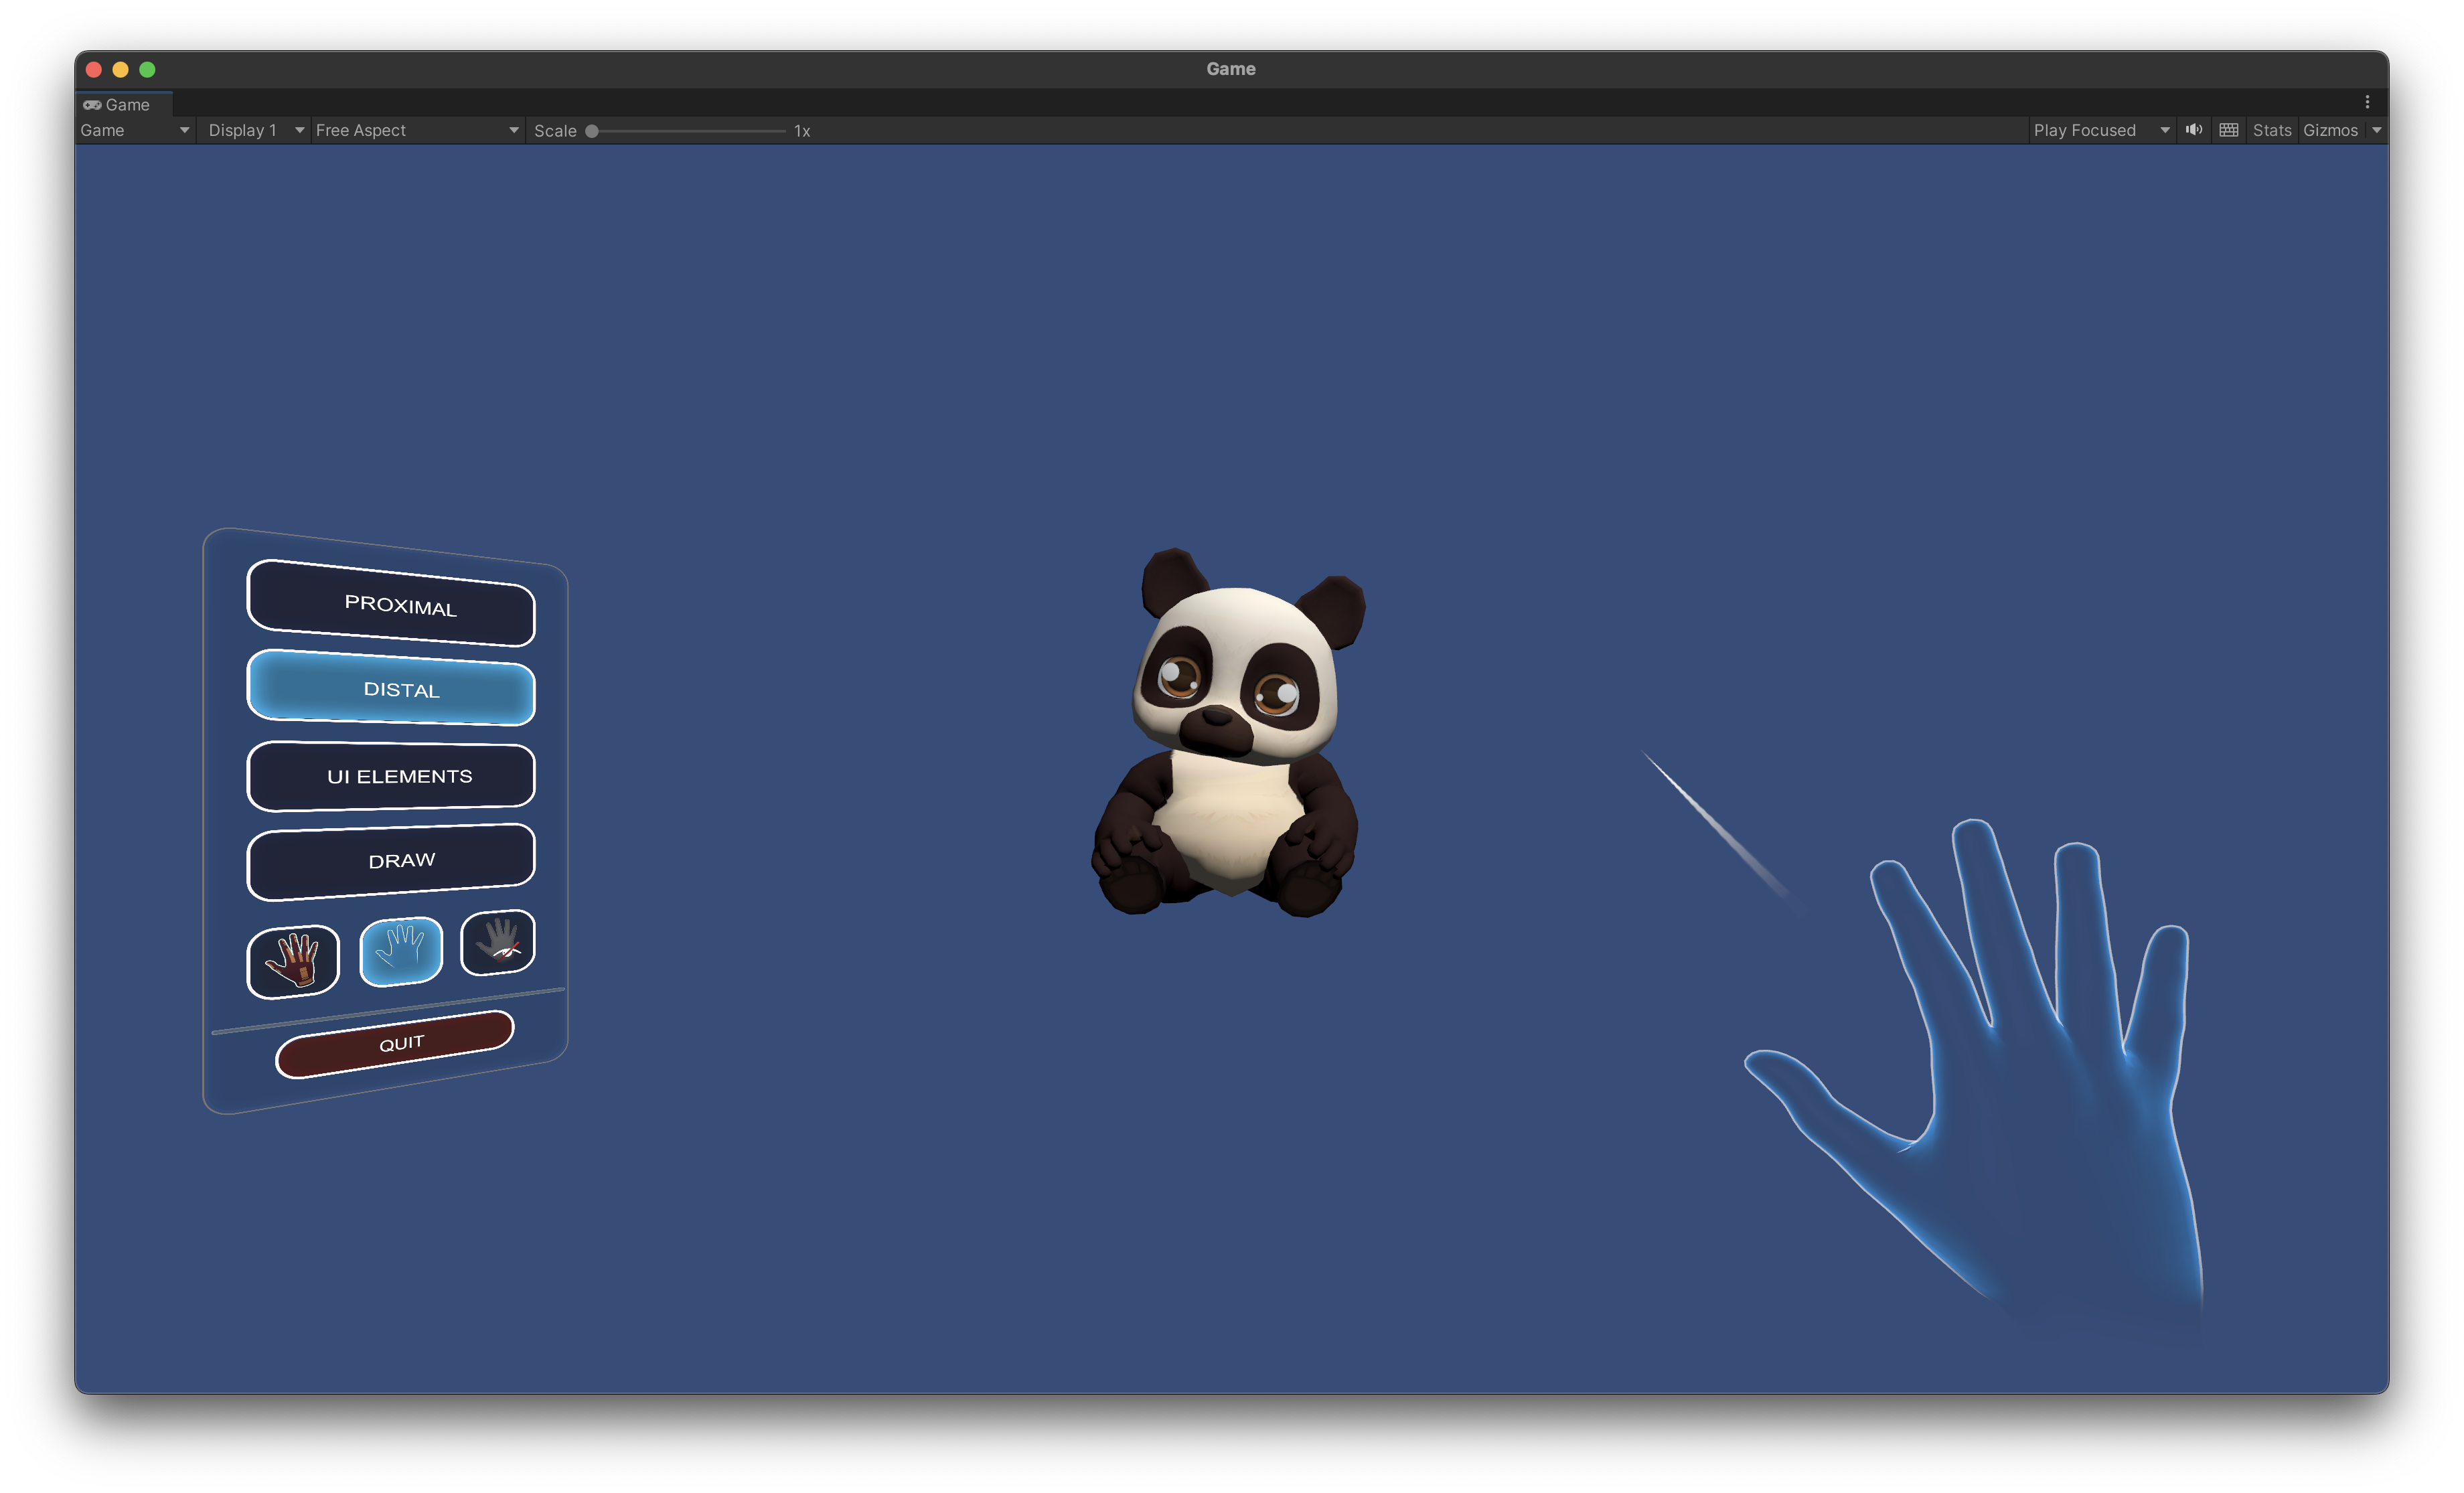 Game
Game
Game Display 1 Free Aspect Scale 1x Play Focused Stats Gizmos
PROXIMAL
DISTAL
UI ELEMENTS
DRAW
QUIT